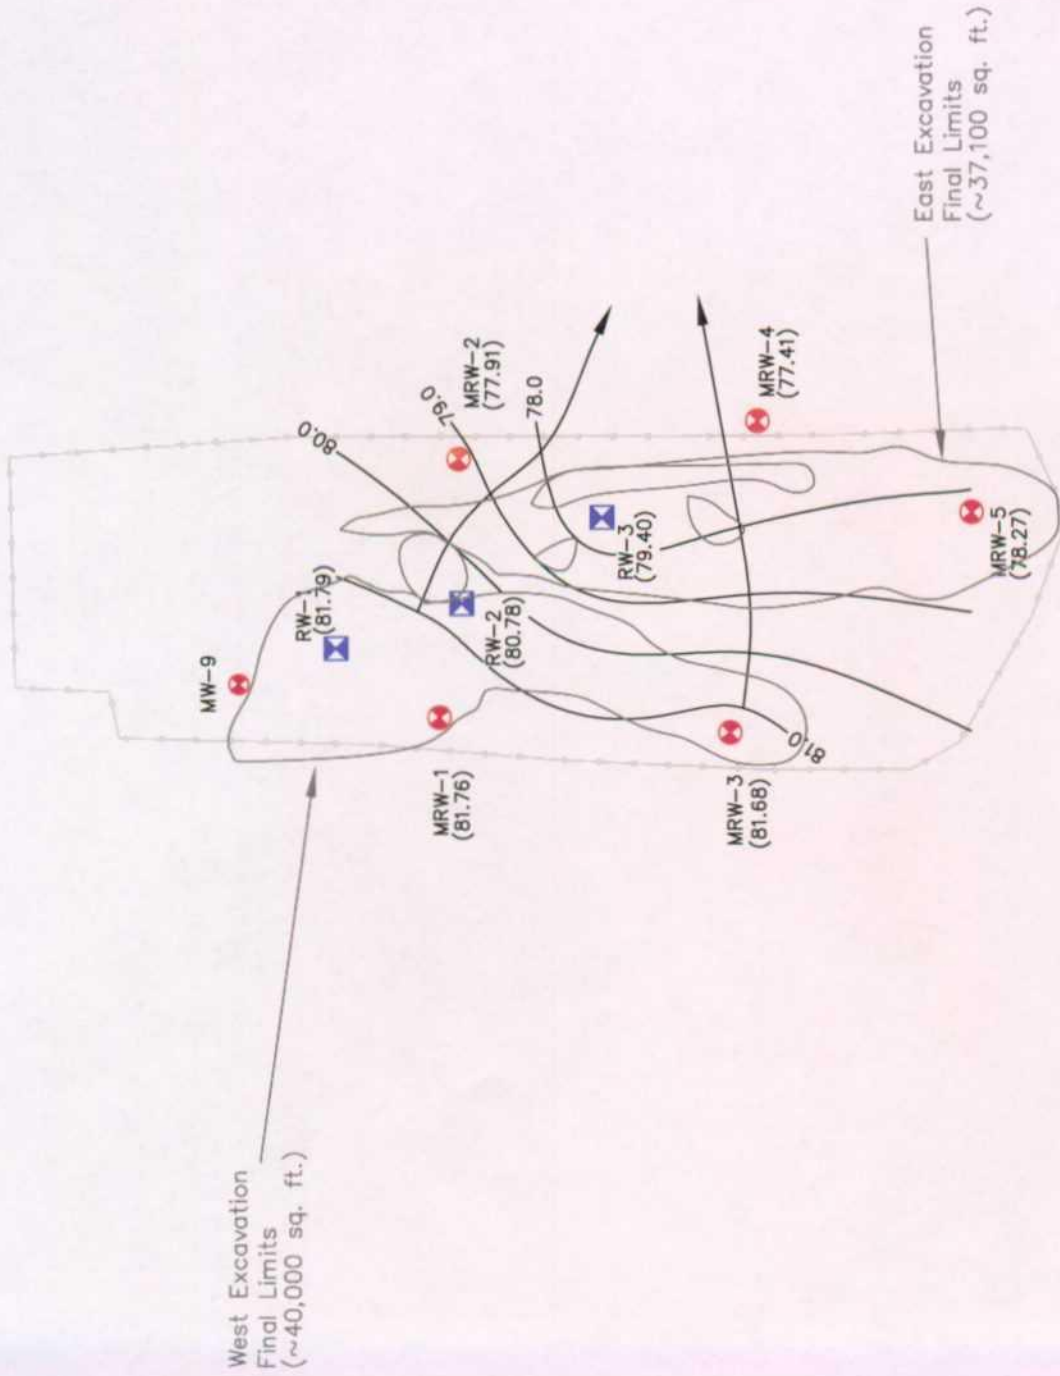 West Excavation
Final Limits
(~40,000 sq. ft.)
MW-9
RW-1
(81.79)
80.0
79.0
MRW-2
(77.91)
78.0
MRW-1
(81.76)
RW-2
(80.78)
RW-3
(79.40)
MRW-3
(81.68)
81.0
MRW-4
(77.41)
MRW-5
(78.27)
East Excavation
Final Limits
(~37,100 sq. ft.)